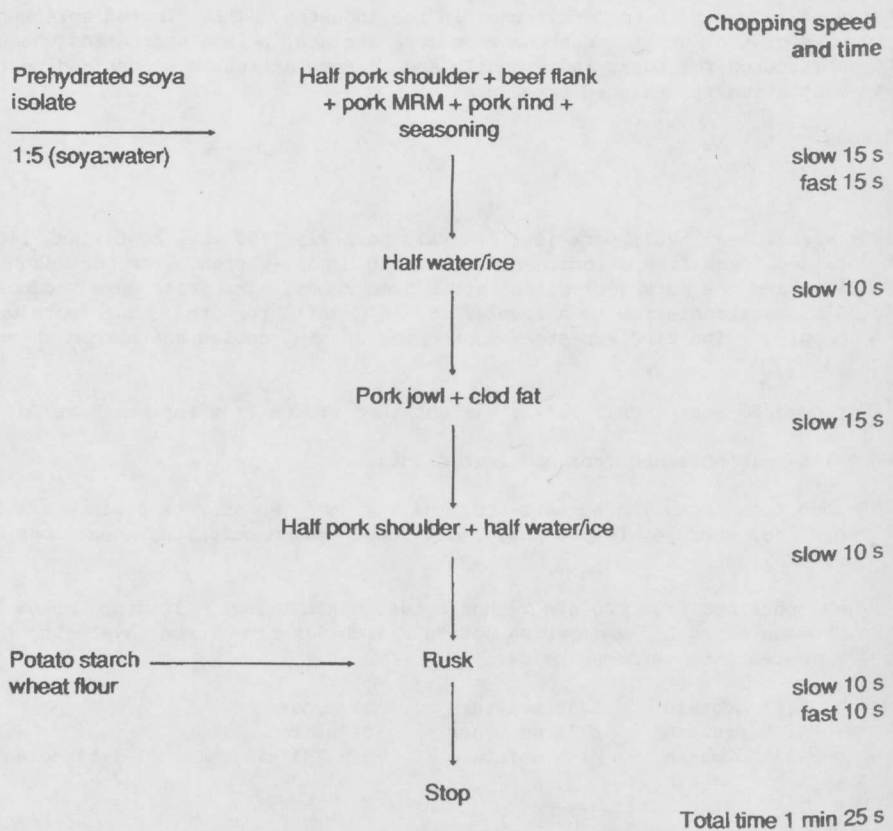 Chopping speed
and time
Prehydrated soya
isolate
1:5 (soya:water)
Half pork shoulder + beef flank
+ pork MRM + pork rind +
seasoning
slow 15 s
fast 15 s
Half water/ice
slow 10 s
Pork jowl + clod fat
slow 15 s
Half pork shoulder + half water/ice
slow 10 s
Potato starch
wheat flour
Rusk
slow 10 s
fast 10 s
Stop
Total time 1 min 25 s